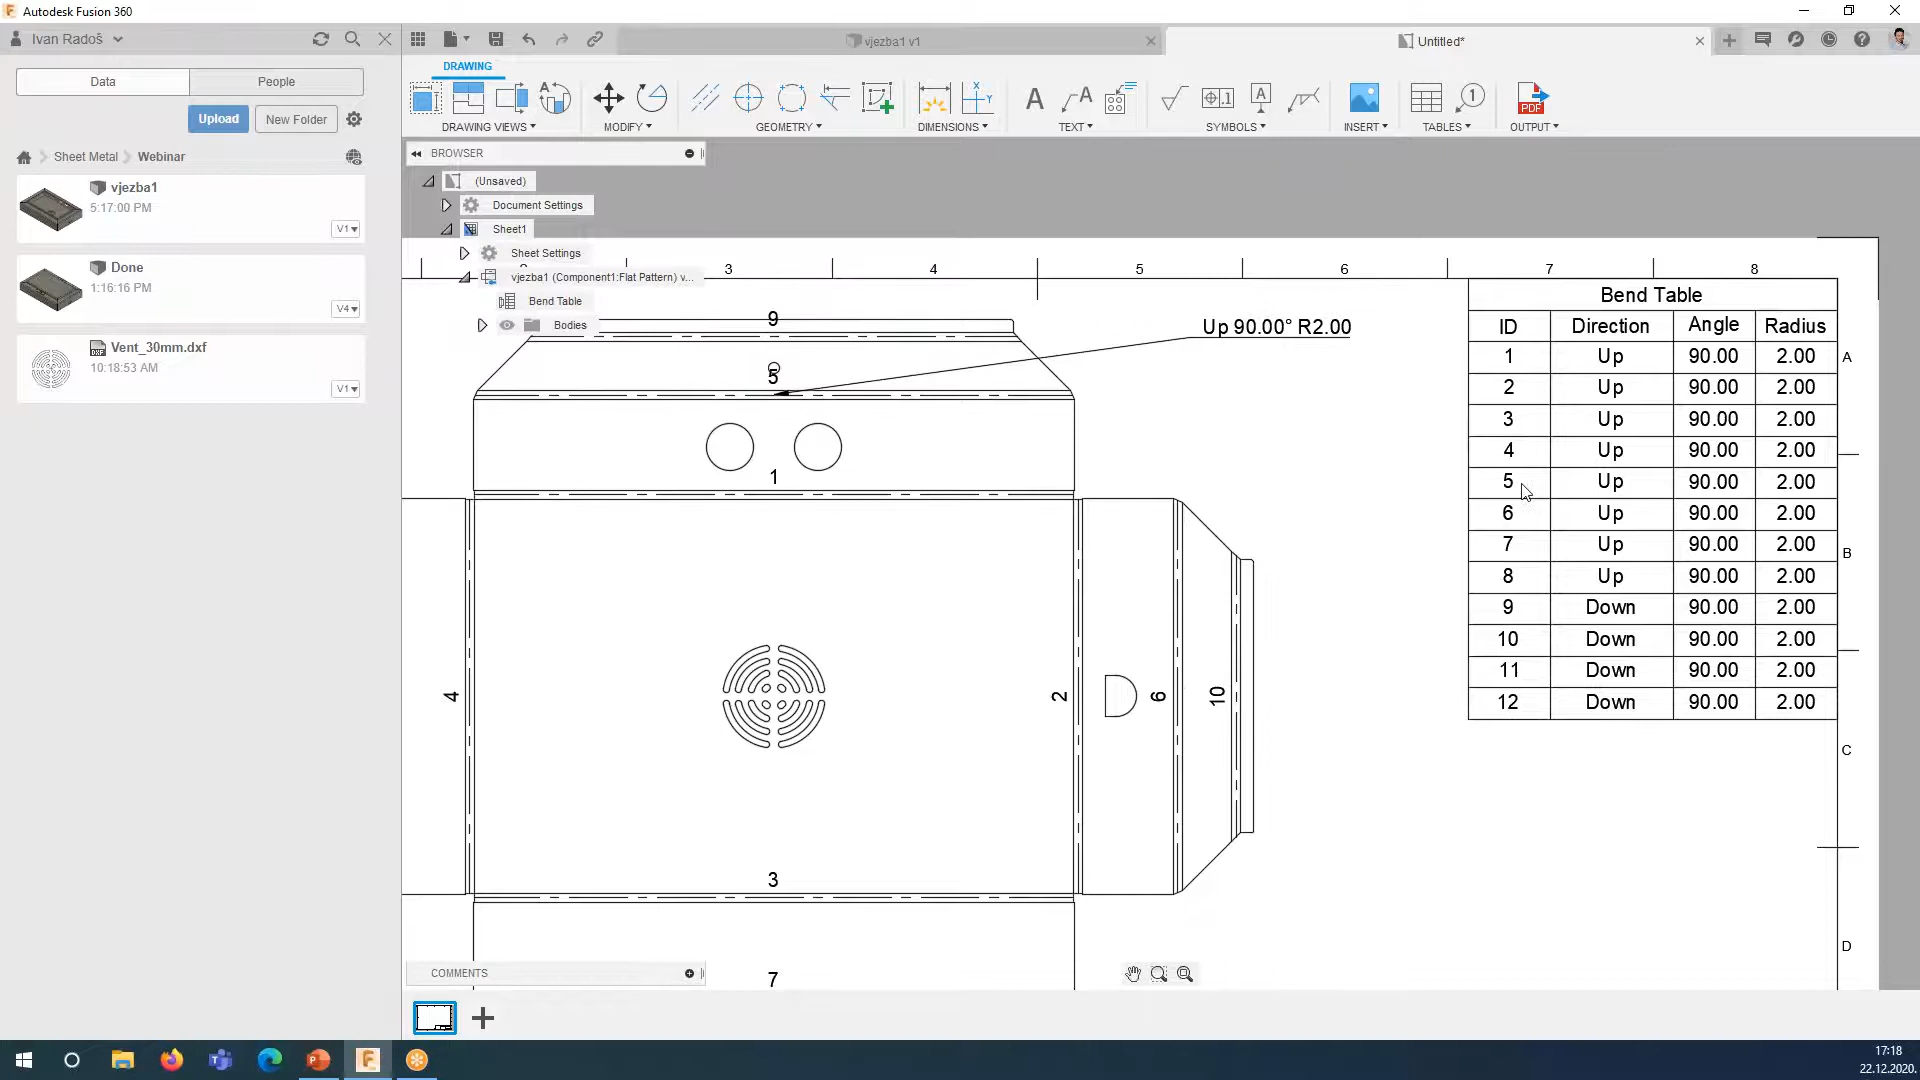 Autodesk Fusion 360
Ivan Radoš
Data
People
Upload
New Folder
Sheet Metal
Webinar
vjezba1
5:17:00 PM
V1
Done
1:16:16 PM
V4
Vent_30mm.dxf
10:18:53 AM
V1
vjezba1 v1
Untitled*
DRAWING
DRAWING VIEWS
MODIFY
GEOMETRY
DIMENSIONS
TEXT
SYMBOLS
INSERT
TABLES
OUTPUT
PDF
BROWSER
(Unsaved)
Document Settings
Sheet1
Sheet Settings
vjezba1 (Component1:Flat Pattern) v...
Bend Table
Bodies
3 4 5 6 7 8
A
B
C
D
9
5
Up 90.00° R2.00
1
4
2
6
10
3
7
Bend Table
ID Direction Angle Radius
1 Up 90.00 2.00
2 Up 90.00 2.00
3 Up 90.00 2.00
4 Up 90.00 2.00
5 Up 90.00 2.00
6 Up 90.00 2.00
7 Up 90.00 2.00
8 Up 90.00 2.00
9 Down 90.00 2.00
10 Down 90.00 2.00
11 Down 90.00 2.00
12 Down 90.00 2.00
COMMENTS
17:18
22.12.2020.